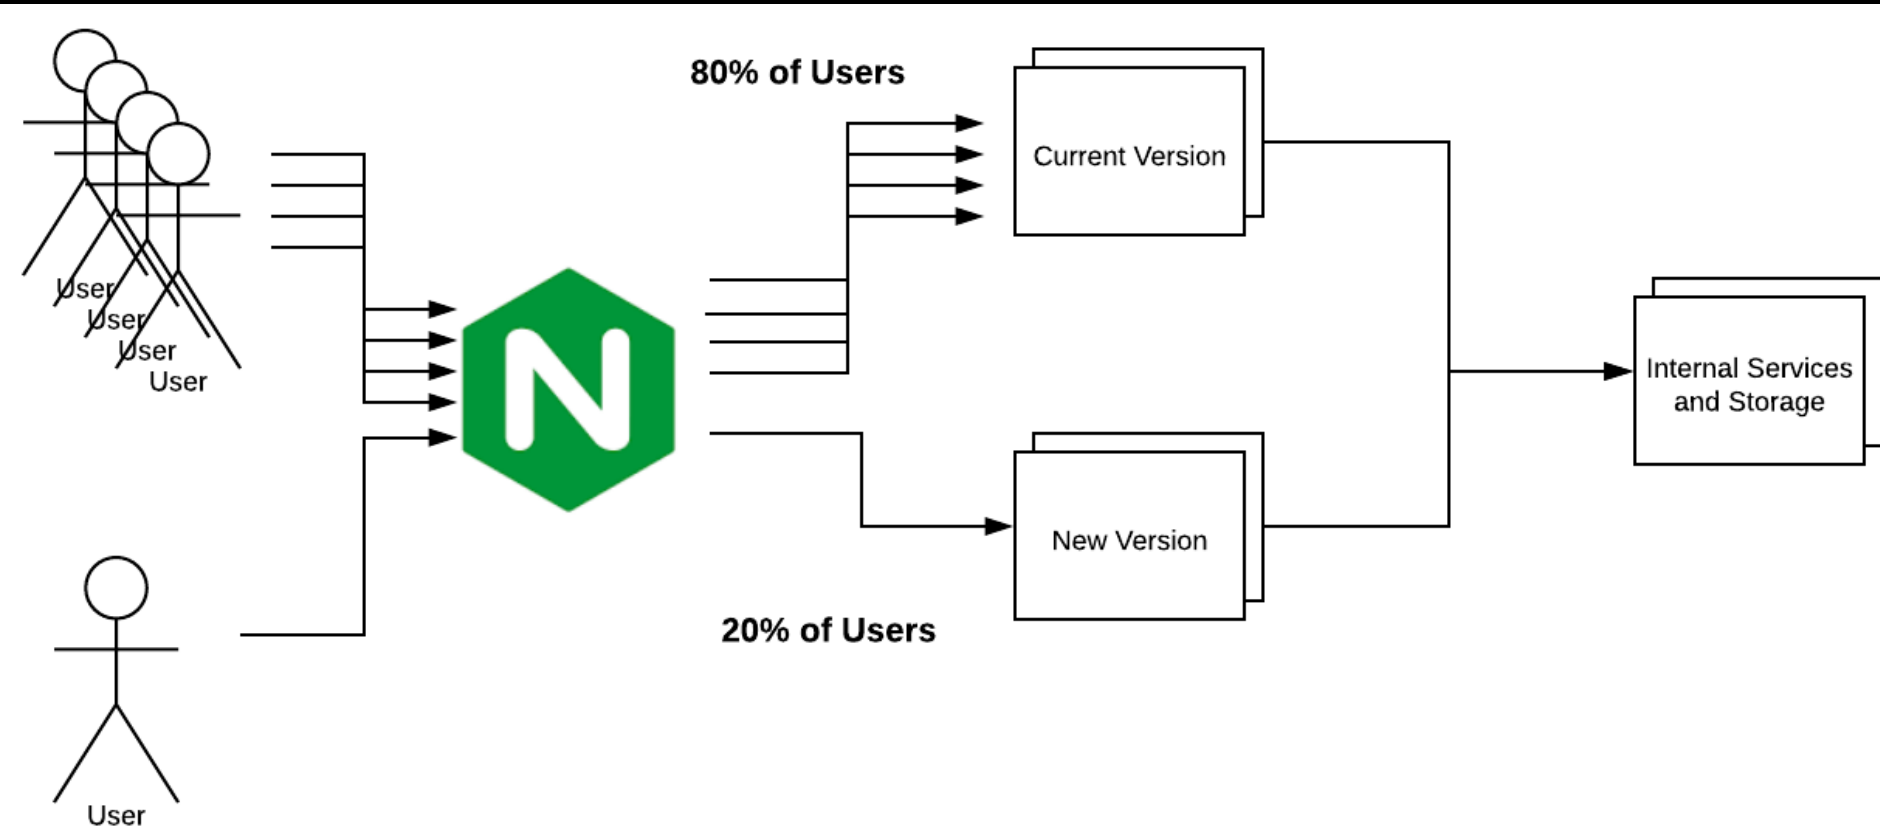 80% of Users
Current Version
User
User
User
User
N
Internal Services
and Storage
New Version
20% of Users
User